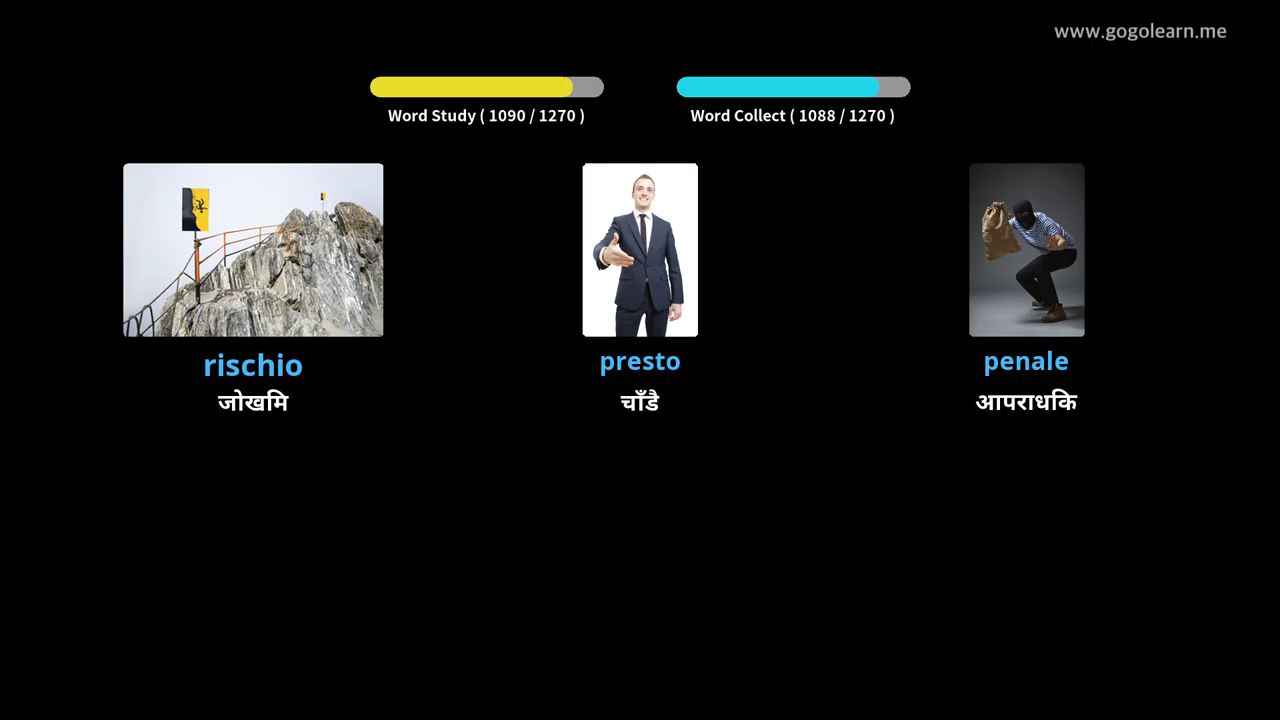 www.gogolearn.me
Word Study ( 1090 / 1270 )
Word Collect ( 1088 / 1270 )
rischio
presto
penale
जोखमि
चाँडै
आपराधकि